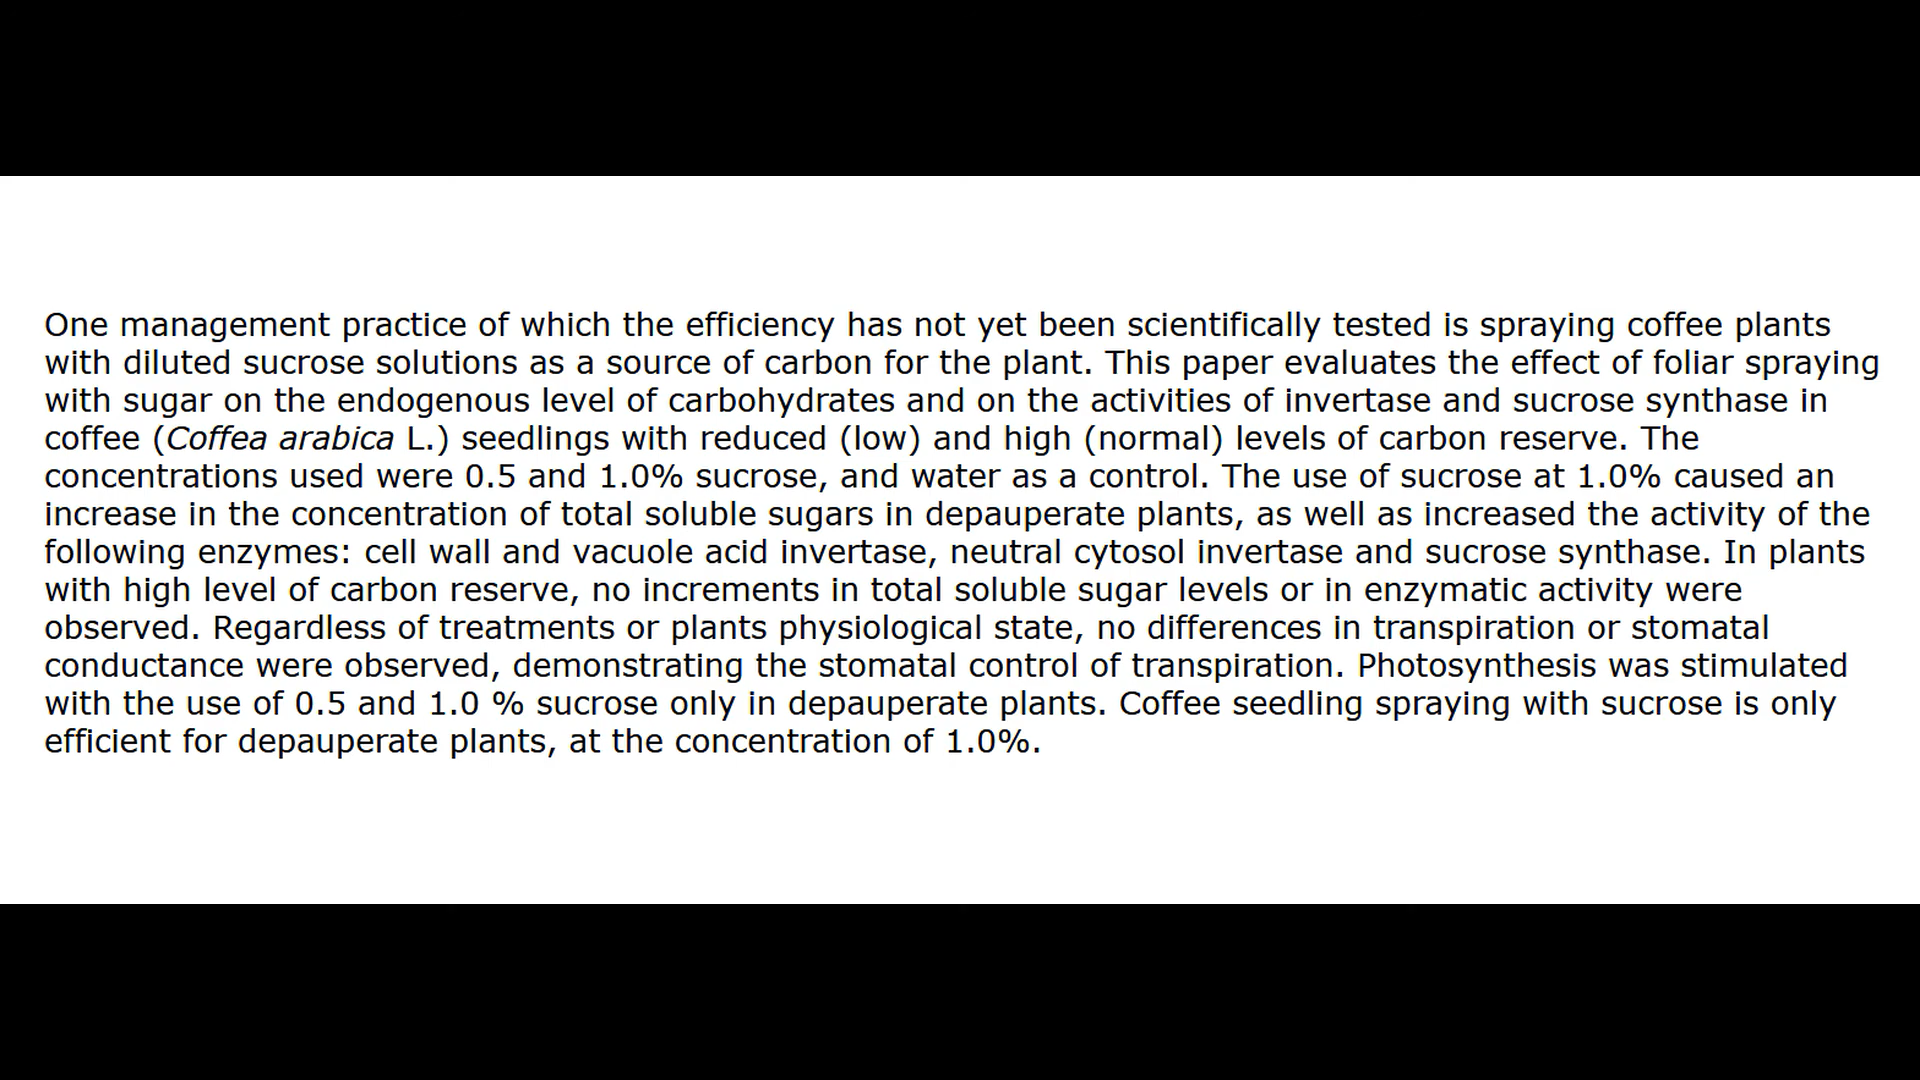 One management practice of which the efficiency has not yet been scientifically tested is spraying coffee plants
with diluted sucrose solutions as a source of carbon for the plant. This paper evaluates the effect of foliar spraying
with sugar on the endogenous level of carbohydrates and on the activities of invertase and sucrose synthase in
coffee (Coffea arabica L.) seedlings with reduced (low) and high (normal) levels of carbon reserve. The
concentrations used were 0.5 and 1.0% sucrose, and water as a control. The use of sucrose at 1.0% caused an
increase in the concentration of total soluble sugars in depauperate plants, as well as increased the activity of the
following enzymes: cell wall and vacuole acid invertase, neutral cytosol invertase and sucrose synthase. In plants
with high level of carbon reserve, no increments in total soluble sugar levels or in enzymatic activity were
observed. Regardless of treatments or plants physiological state, no differences in transpiration or stomatal
conductance were observed, demonstrating the stomatal control of transpiration. Photosynthesis was stimulated
with the use of 0.5 and 1.0 % sucrose only in depauperate plants. Coffee seedling spraying with sucrose is only
efficient for depauperate plants, at the concentration of 1.0%.